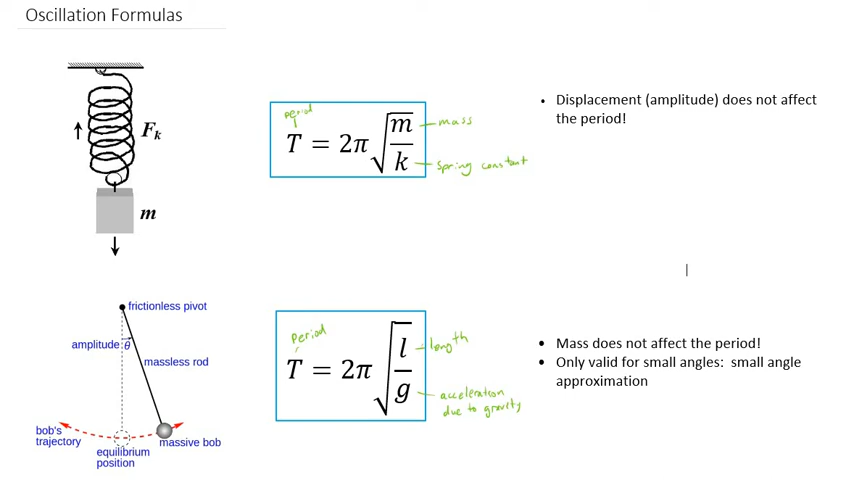 Oscillation Formulas
F_k
m
period
T = 2π √(m/k)
mass
spring constant
• Displacement (amplitude) does not affect
the period!
frictionless pivot
amplitude θ
massless rod
bob's
trajectory
equilibrium
position
massive bob
Period
T = 2π √(l/g)
length
acceleration
due to gravity
• Mass does not affect the period!
• Only valid for small angles: small angle
approximation